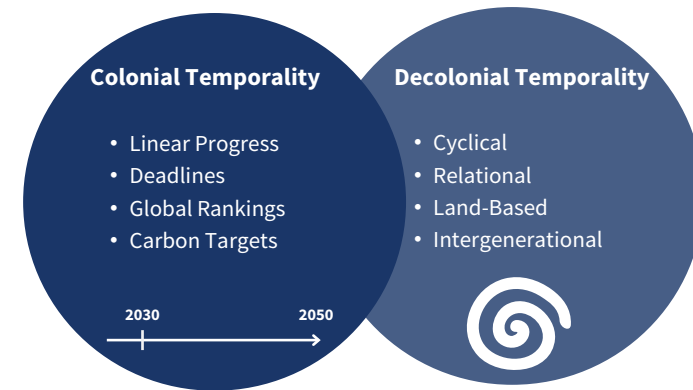 Colonial Temporality
• Linear Progress
• Deadlines
• Global Rankings
• Carbon Targets
2030
2050
Decolonial Temporality
• Cyclical
• Relational
• Land-Based
• Intergenerational